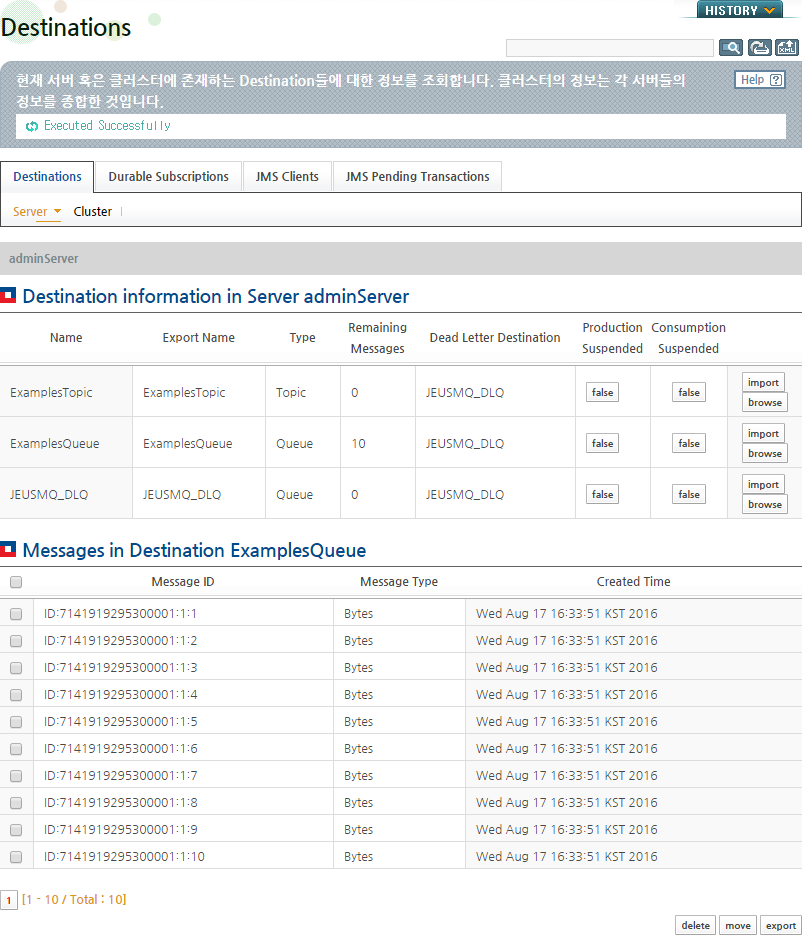 HISTORY
Destinations
XML
현재 서버 혹은 클러스터에 존재하는 Destination들에 대한 정보를 조회합니다. 클러스터의 정보는 각 서버들의
정보를 종합한 것입니다.
Help ?
Executed Successfully
Destinations Durable Subscriptions JMS Clients JMS Pending Transactions
Server Cluster
adminServer
Destination information in Server adminServer
Name Export Name Type Remaining Messages Dead Letter Destination Production Suspended Consumption Suspended
ExamplesTopic ExamplesTopic Topic 0 JEUSMQ_DLQ false false import browse
ExamplesQueue ExamplesQueue Queue 10 JEUSMQ_DLQ false false import browse
JEUSMQ_DLQ JEUSMQ_DLQ Queue 0 JEUSMQ_DLQ false false import browse
Messages in Destination ExamplesQueue
Message ID Message Type Created Time
ID:7141919295300001:1:1 Bytes Wed Aug 17 16:33:51 KST 2016
ID:7141919295300001:1:2 Bytes Wed Aug 17 16:33:51 KST 2016
ID:7141919295300001:1:3 Bytes Wed Aug 17 16:33:51 KST 2016
ID:7141919295300001:1:4 Bytes Wed Aug 17 16:33:51 KST 2016
ID:7141919295300001:1:5 Bytes Wed Aug 17 16:33:51 KST 2016
ID:7141919295300001:1:6 Bytes Wed Aug 17 16:33:51 KST 2016
ID:7141919295300001:1:7 Bytes Wed Aug 17 16:33:51 KST 2016
ID:7141919295300001:1:8 Bytes Wed Aug 17 16:33:51 KST 2016
ID:7141919295300001:1:9 Bytes Wed Aug 17 16:33:51 KST 2016
ID:7141919295300001:1:10 Bytes Wed Aug 17 16:33:51 KST 2016
1 [1 - 10 / Total : 10]
delete move export